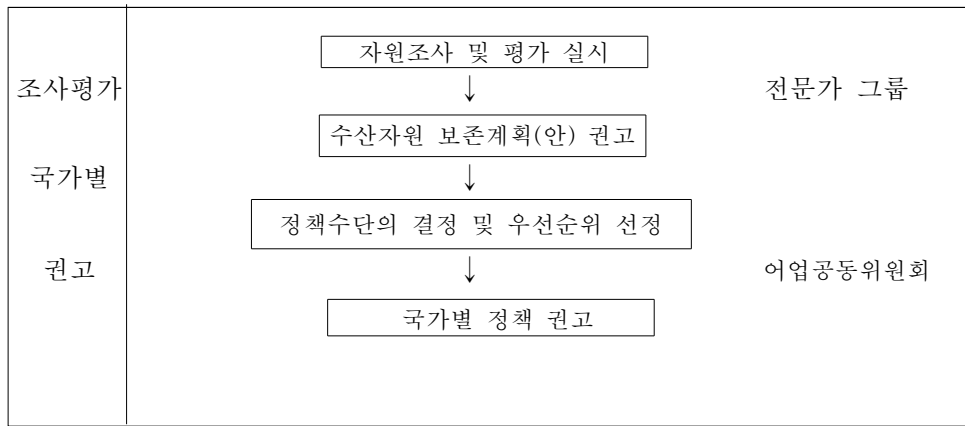 자원조사 및 평가 실시
조사평가
전문가 그룹
↓
수산자원 보존계획(안) 권고
국가별
↓
정책수단의 결정 및 우선순위 선정
권고
↓
어업공동위원회
국가별 정책 권고